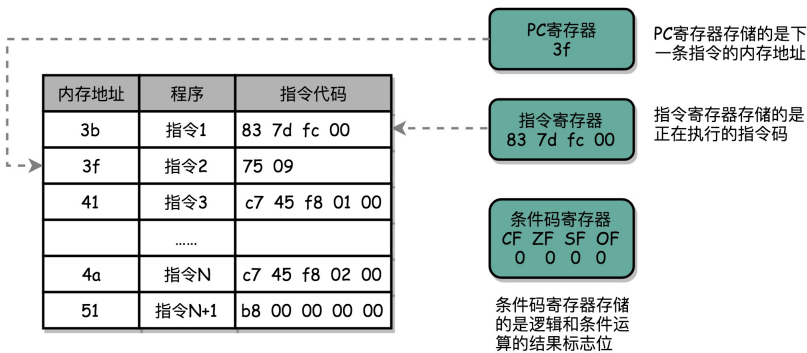 PC寄存器
3f
PC寄存器存储的是下
一条指令的内存地址
内存地址 程序 指令代码
3b 指令1 83 7d fc 00
3f 指令2 75 09
41 指令3 c7 45 f8 01 00
......
4a 指令N c7 45 f8 02 00
51 指令N+1 b8 00 00 00 00
指令寄存器
83 7d fc 00
指令寄存器存储的是
正在执行的指令码
条件码寄存器
CF ZF SF OF
0 0 0 0
条件码寄存器存储
的是逻辑和条件运
算的结果标志位